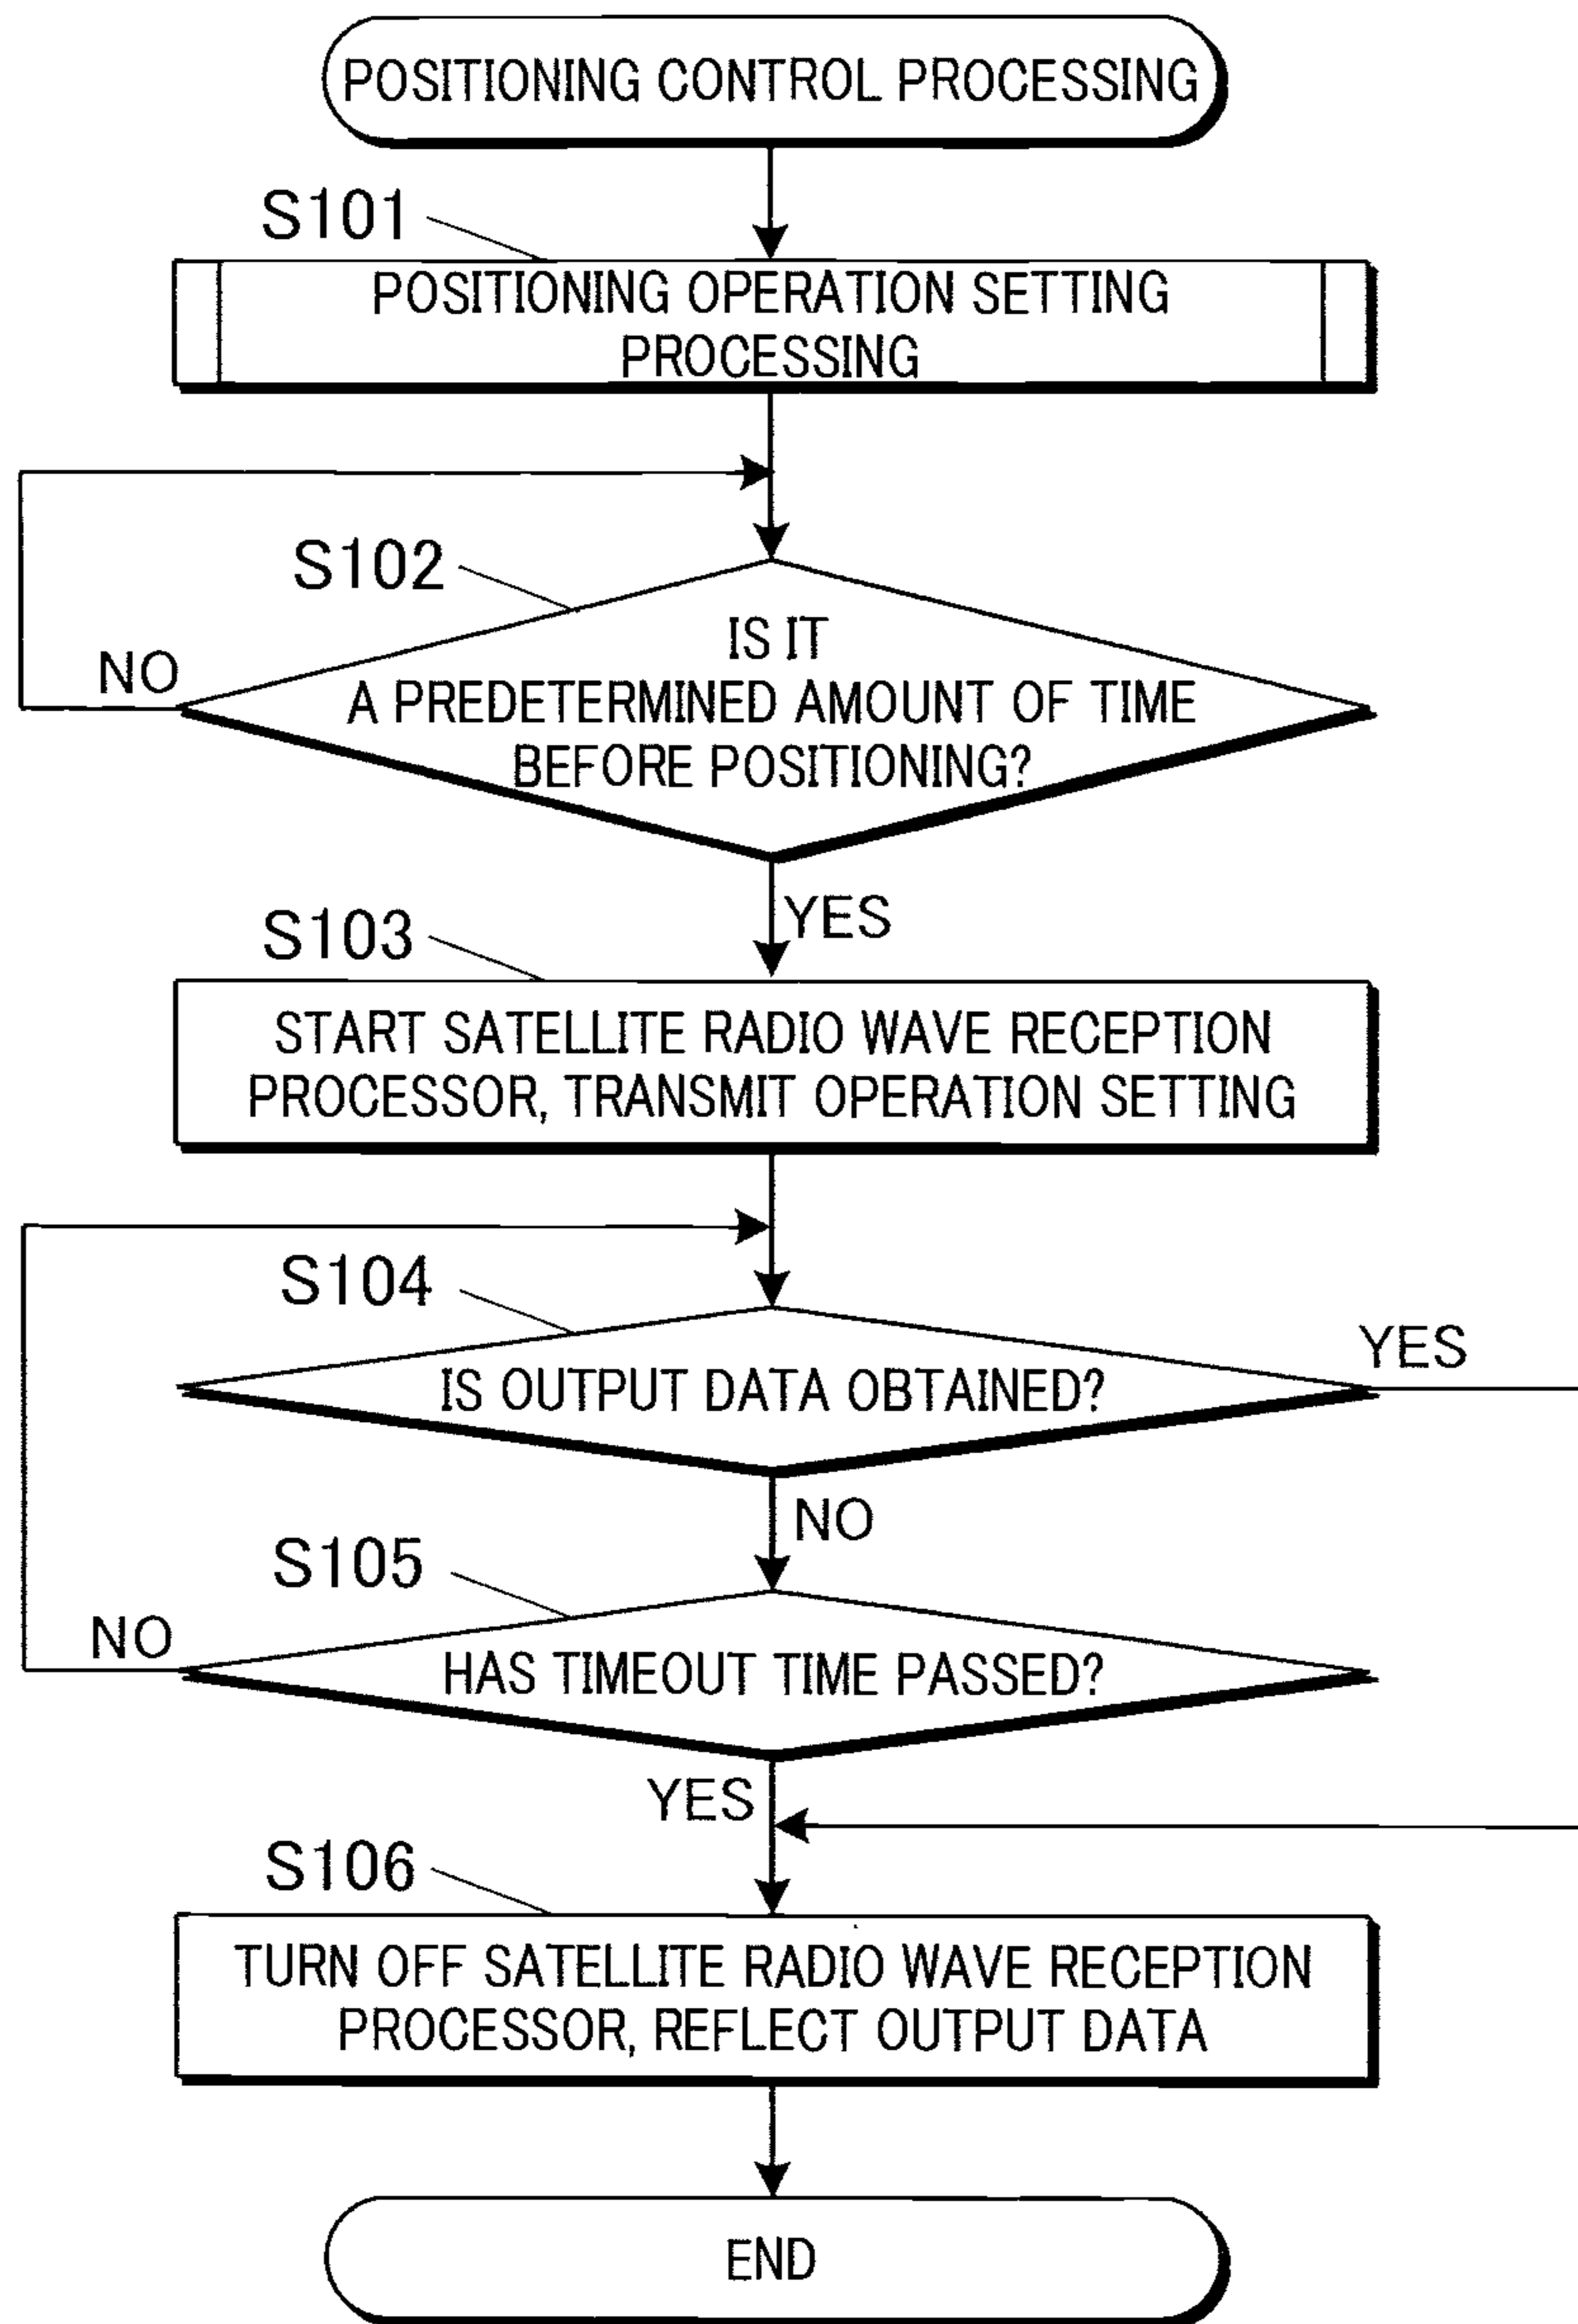 POSITIONING CONTROL PROCESSING
S101
POSITIONING OPERATION SETTING
PROCESSING
S102
IS IT
A PREDETERMINED AMOUNT OF TIME
BEFORE POSITIONING?
NO
YES
S103
START SATELLITE RADIO WAVE RECEPTION
PROCESSOR, TRANSMIT OPERATION SETTING
S104
IS OUTPUT DATA OBTAINED?
YES
NO
S105
HAS TIMEOUT TIME PASSED?
NO
YES
S106
TURN OFF SATELLITE RADIO WAVE RECEPTION
PROCESSOR, REFLECT OUTPUT DATA
END